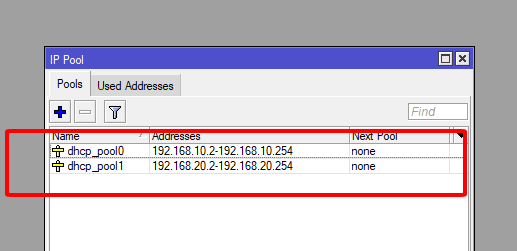 IP Pool
Pools Used Addresses
Find
Name Addresses Next Pool
dhcp_pool0 192.168.10.2-192.168.10.254 none
dhcp_pool1 192.168.20.2-192.168.20.254 none